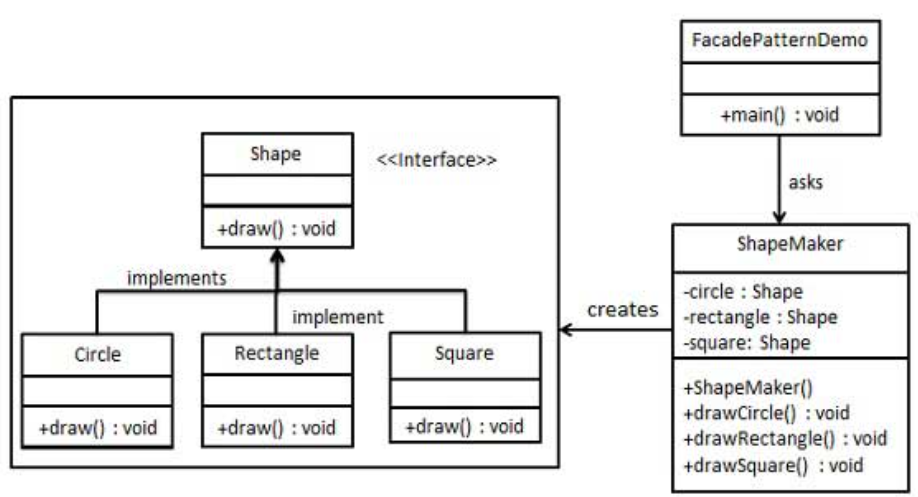 FacadePatternDemo
+main() : void
asks
Shape
<<Interface>>
+draw() : void
implements
implement
Circle
+draw() : void
Rectangle
+draw() : void
Square
+draw() : void
creates
ShapeMaker
-circle : Shape
-rectangle : Shape
-square: Shape
+ShapeMaker()
+drawCircle() : void
+drawRectangle() : void
+drawSquare() : void